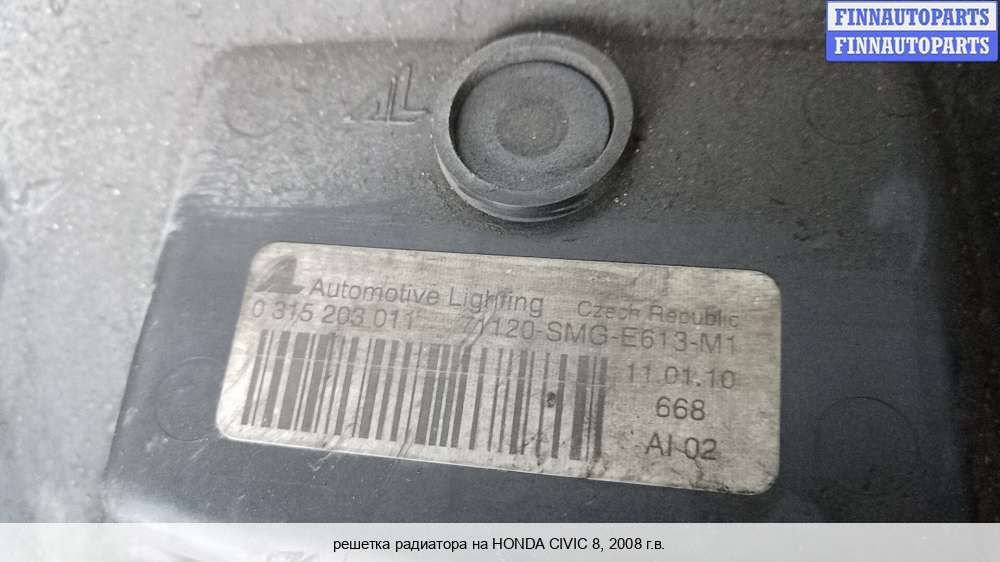 FINNAUTOPARTS
FINNAUTOPARTS
AL
AL Automotive Lighting Czech Republic
0 315 203 011 71120-SMG-E613-M1
11.01.10
668
AI-02
решетка радиатора на HONDA CIVIC 8, 2008 г.в.